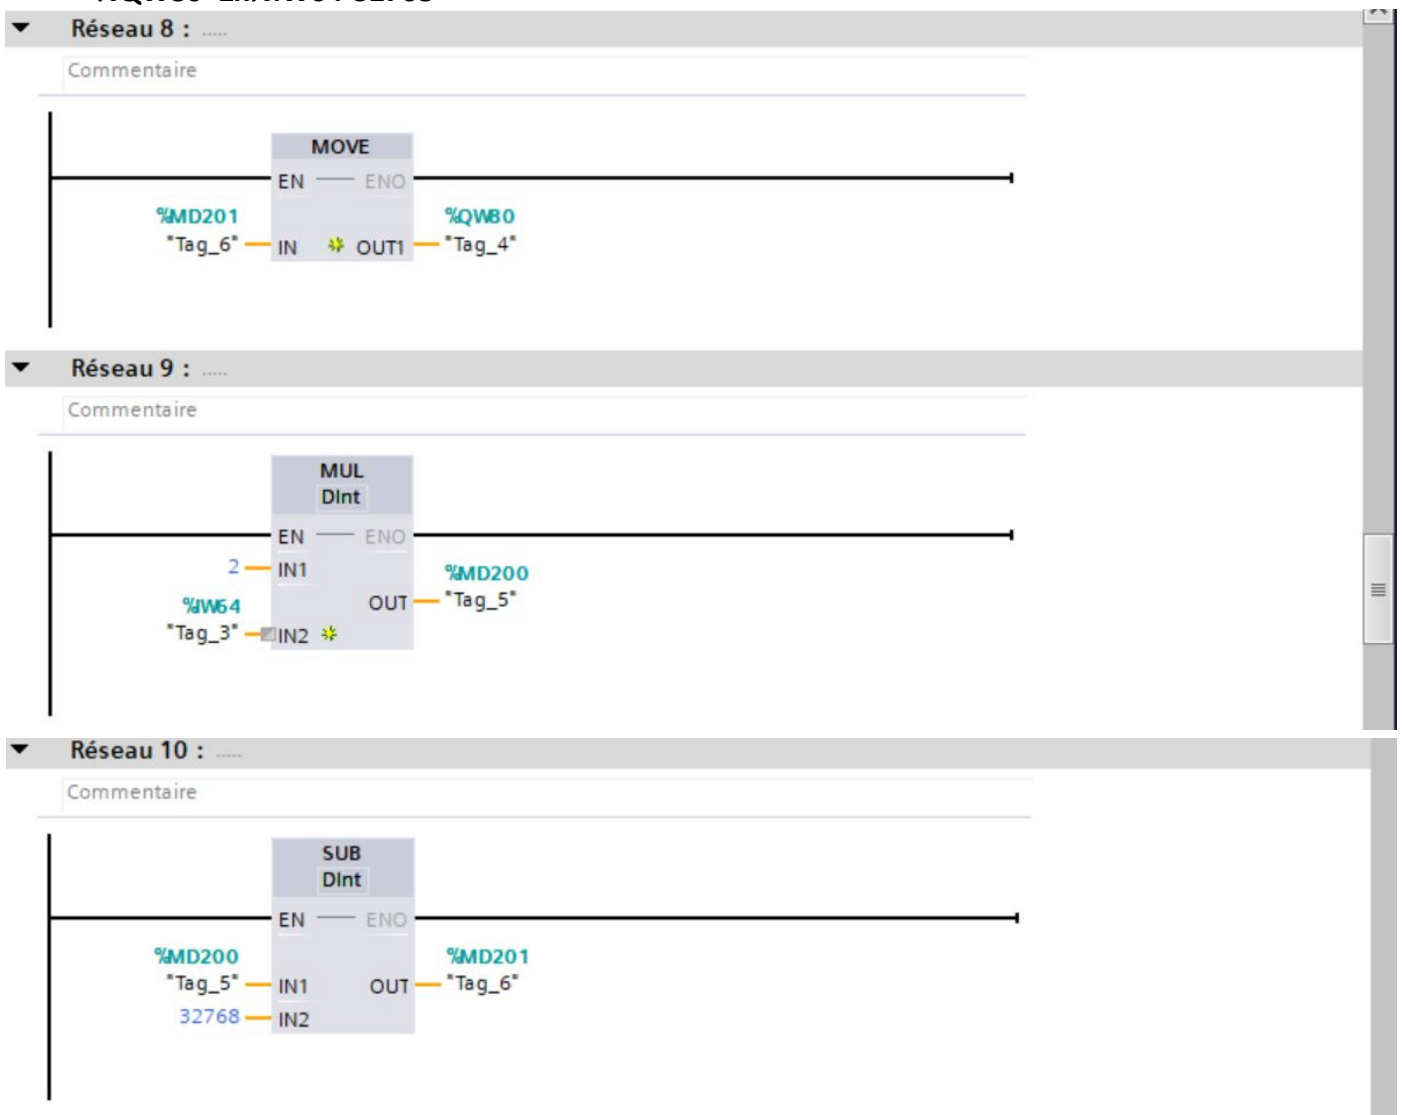 Réseau 8 : .....
Commentaire
MOVE
EN ENO
%MD201 %QW80
"Tag_6" IN OUT1 "Tag_4"
Réseau 9 : .....
Commentaire
MUL
DInt
EN ENO
2 IN1
%MD200
OUT "Tag_5"
%IW64
"Tag_3" IN2
Réseau 10 : .....
Commentaire
SUB
DInt
EN ENO
%MD200 %MD201
"Tag_5" IN1 OUT "Tag_6"
32768 IN2